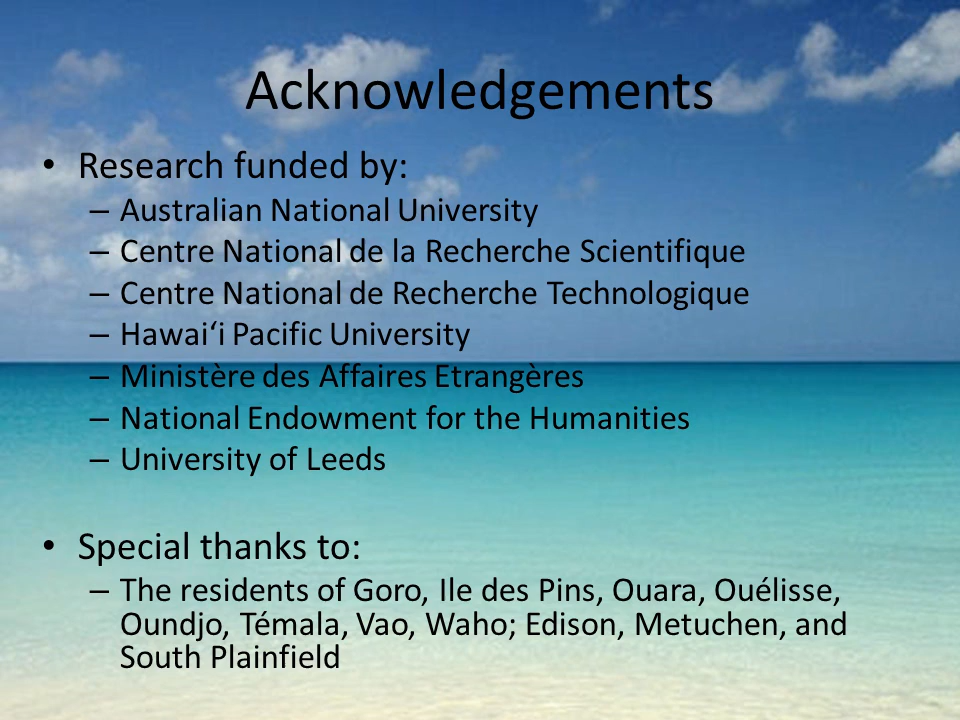 Acknowledgements
• Research funded by:
– Australian National University
– Centre National de la Recherche Scientifique
– Centre National de Recherche Technologique
– Hawai‘i Pacific University
– Ministère des Affaires Etrangères
– National Endowment for the Humanities
– University of Leeds
• Special thanks to:
– The residents of Goro, Ile des Pins, Ouara, Ouélisse,
Oundjo, Témala, Vao, Waho; Edison, Metuchen, and
South Plainfield